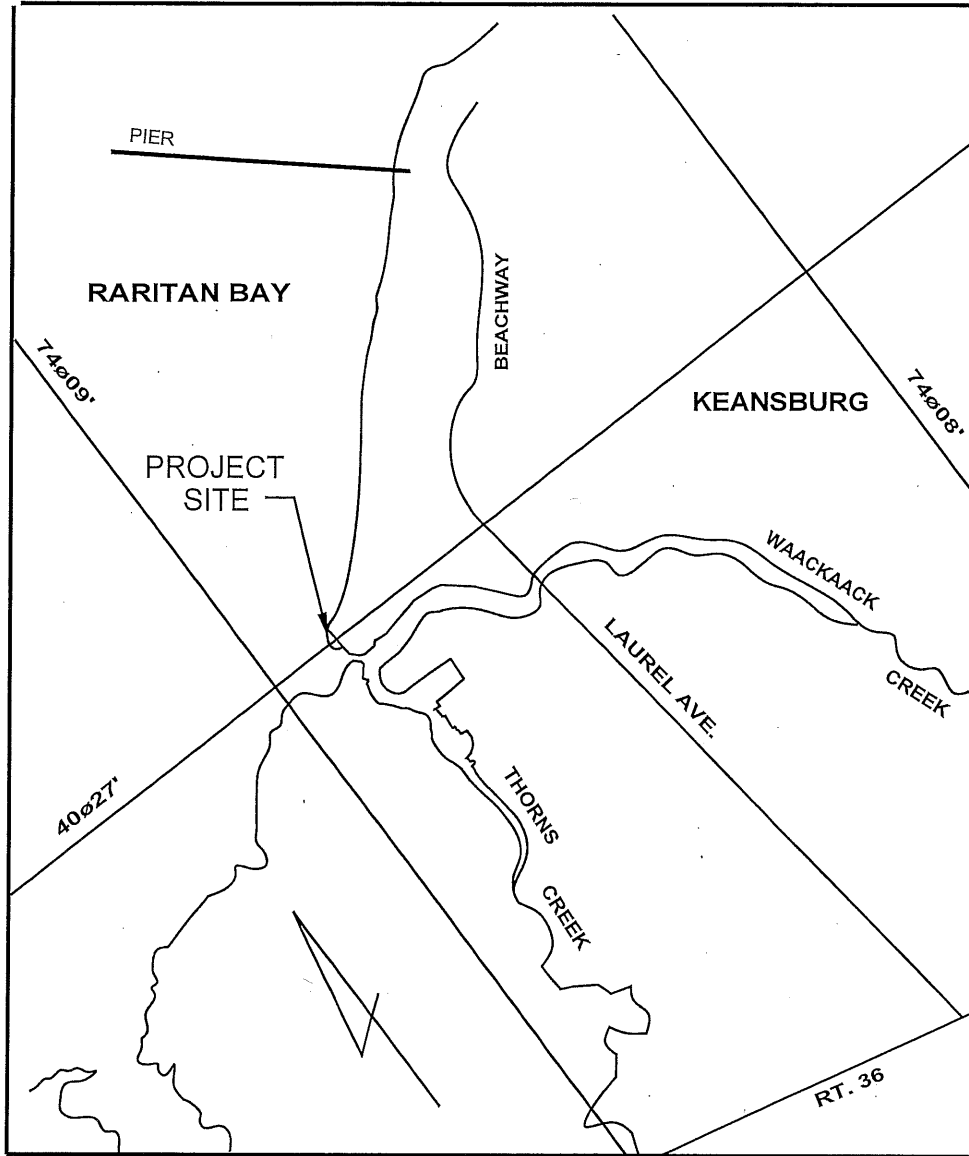 PIER
RARITAN BAY
BEACHWAY
74ø09'
KEANSBURG
74ø08'
PROJECT
SITE
WAACKAACK
CREEK
LAUREL AVE.
40ø27'
THORNS
CREEK
RT. 36